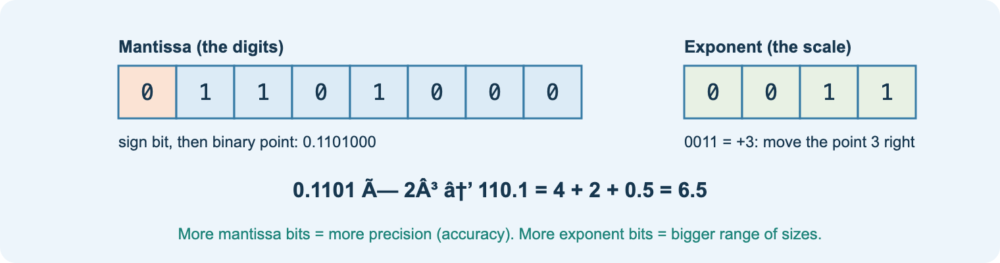 Mantissa (the digits)
Exponent (the scale)
0 1 1 0 1 0 0 0
0 0 1 1
sign bit, then binary point: 0.1101000
0011 = +3: move the point 3 right
0.1101 Ã— 2Â³ â†’ 110.1 = 4 + 2 + 0.5 = 6.5
More mantissa bits = more precision (accuracy). More exponent bits = bigger range of sizes.